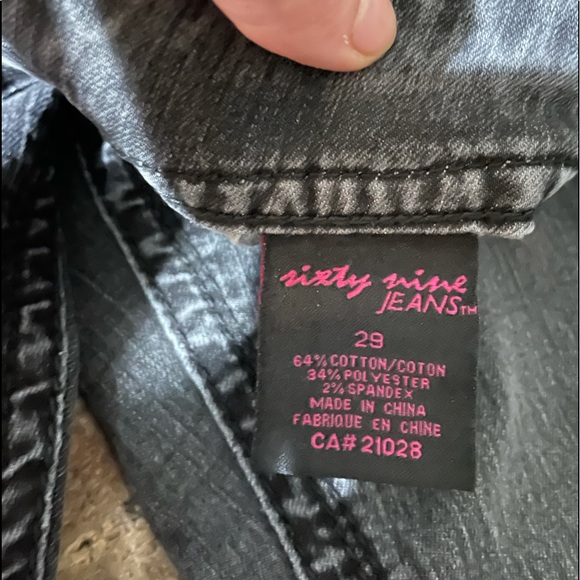 sixty nine
JEANS™
29
64% COTTON/COTON
34% POLYESTER
2% SPANDEX
MADE IN CHINA
FABRIQUE EN CHINE
CA# 21028